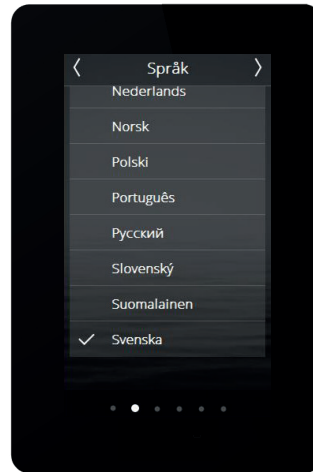 Språk
Nederlands
Norsk
Polski
Português
Русский
Slovenský
Suomalainen
Svenska